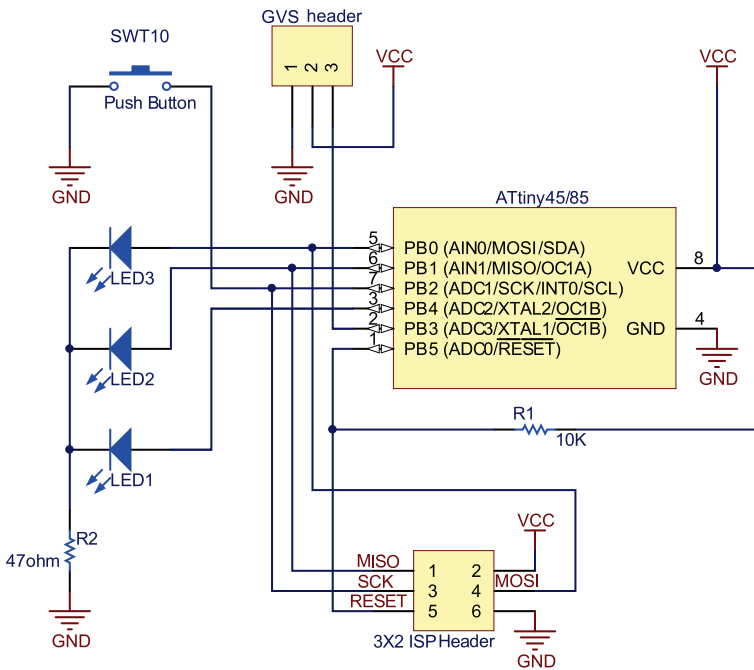 GVS header
SWT10
1 2 3
VCC
VCC
Push Button
GND
GND
ATtiny45/85
5 PB0 (AIN0/MOSI/SDA)
6 PB1 (AIN1/MISO/OC1A) VCC 8
7 PB2 (ADC1/SCK/INT0/SCL)
3 PB4 (ADC2/XTAL2/OC1B)
2 PB3 (ADC3/XTAL1/OC1B) GND 4
1 PB5 (ADC0/RESET)
GND
LED3
LED2
LED1
R1
10K
R2
47ohm
VCC
MISO 1 2
SCK 3 4 MOSI
RESET 5 6
3X2 ISP Header
GND
GND